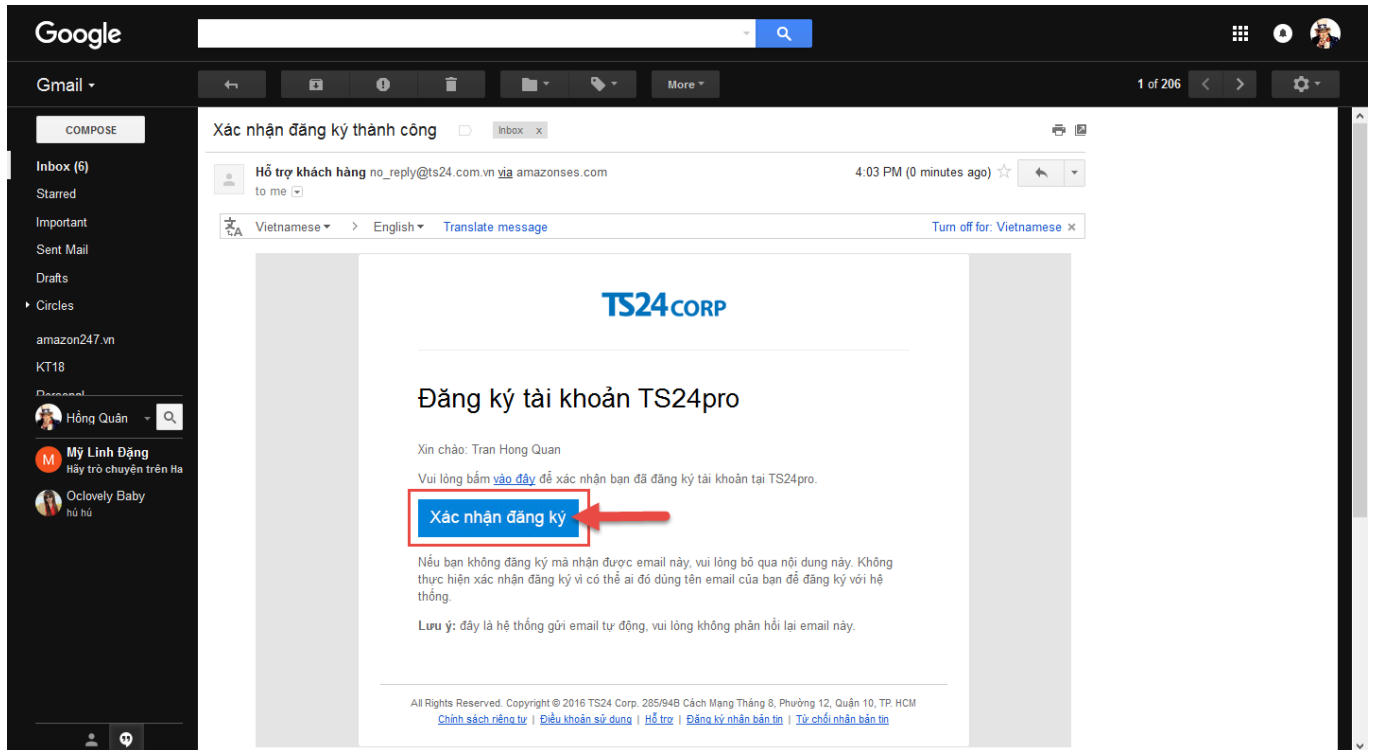 Google
Gmail
More
1 of 206
COMPOSE
Xác nhận đăng ký thành công
Inbox x
Inbox (6)
Starred
Important
Sent Mail
Drafts
Circles
amazon247.vn
KT18
Personal
Hồng Quân
M
Mỹ Linh Đặng
Hãy trò chuyện trên Ha
Oclovely Baby
hú hú
Hỗ trợ khách hàng no_reply@ts24.com.vn via amazonses.com
4:03 PM (0 minutes ago)
to me
Vietnamese > English Translate message
Turn off for: Vietnamese x
TS24 CORP
Đăng ký tài khoản TS24pro
Xin chào: Tran Hong Quan
Vui lòng bấm vào đây để xác nhận bạn đã đăng ký tài khoản tại TS24pro.
Xác nhận đăng ký
Nếu bạn không đăng ký mà nhận được email này, vui lòng bỏ qua nội dung này. Không
thực hiện xác nhận đăng ký vì có thể ai đó dùng tên email của bạn để đăng ký với hệ
thống.
Lưu ý: đây là hệ thống gửi email tự động, vui lòng không phản hồi lại email này.
All Rights Reserved. Copyright © 2016 TS24 Corp. 285/94B Cách Mạng Tháng 8, Phường 12, Quận 10, TP. HCM
Chính sách riêng tư | Điều khoản sử dụng | Hỗ trợ | Đăng ký nhận bản tin | Từ chối nhận bản tin